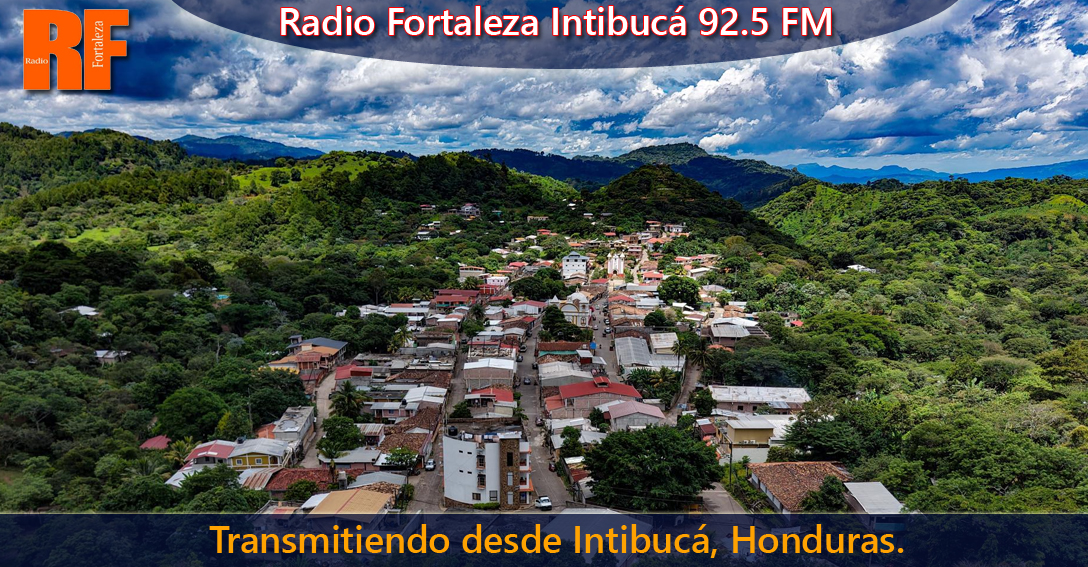 Radio Fortaleza Intibucá 92.5 FM
RF
Radio
Fortaleza
Transmitiendo desde Intibucá, Honduras.